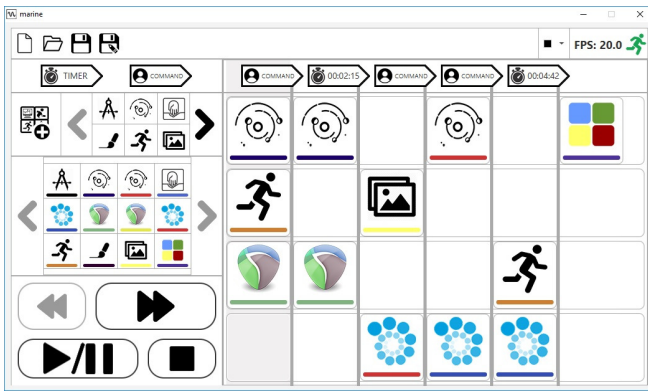 marine
FPS: 20.0
TIMER
COMMAND
COMMAND
00:02:15
COMMAND
COMMAND
00:04:42